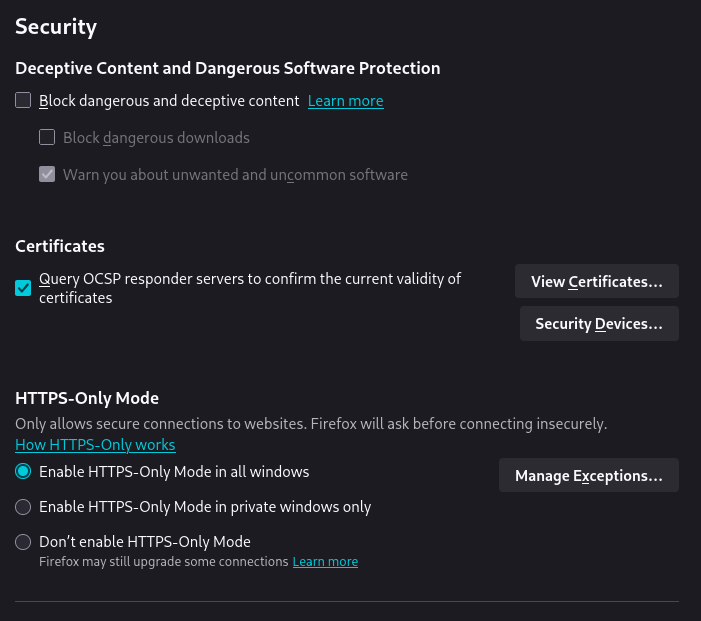 Security
Deceptive Content and Dangerous Software Protection
Block dangerous and deceptive content Learn more
Block dangerous downloads
Warn you about unwanted and uncommon software
Certificates
Query OCSP responder servers to confirm the current validity of
certificates
View Certificates...
Security Devices...
HTTPS-Only Mode
Only allows secure connections to websites. Firefox will ask before connecting insecurely.
How HTTPS-Only works
Enable HTTPS-Only Mode in all windows
Manage Exceptions...
Enable HTTPS-Only Mode in private windows only
Don’t enable HTTPS-Only Mode
Firefox may still upgrade some connections Learn more